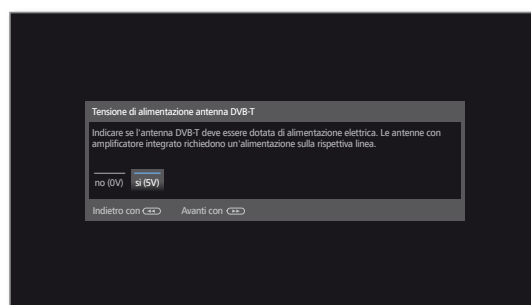 Tensione di alimentazione antenna DVB-T
Indicare se l'antenna DVB-T deve essere dotata di alimentazione elettrica. Le antenne con
amplificatore integrato richiedono un'alimentazione sulla rispettiva linea.
no (0V) si (5V)
Indietro con Avanti con